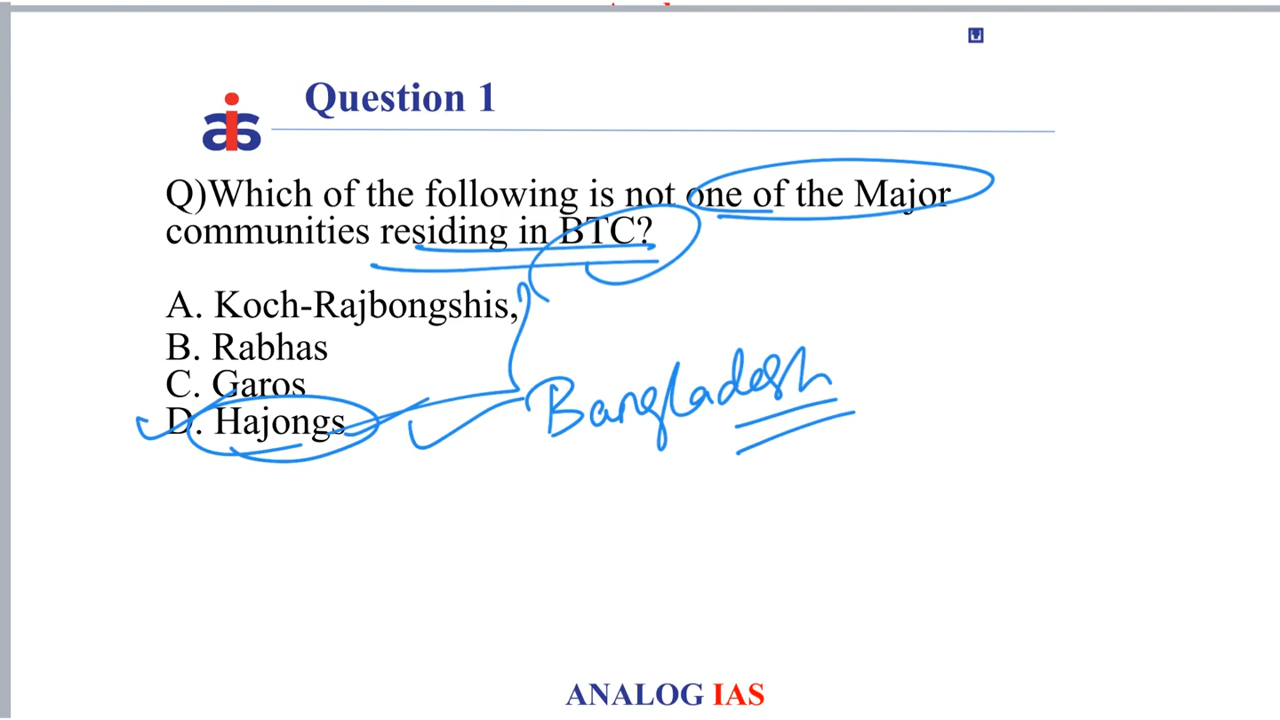 Question 1
Q)Which of the following is not one of the Major
communities residing in BTC?
A. Koch-Rajbongshis,
B. Rabhas
C. Garos
D. Hajongs
Bangladesh
ANALOG IAS